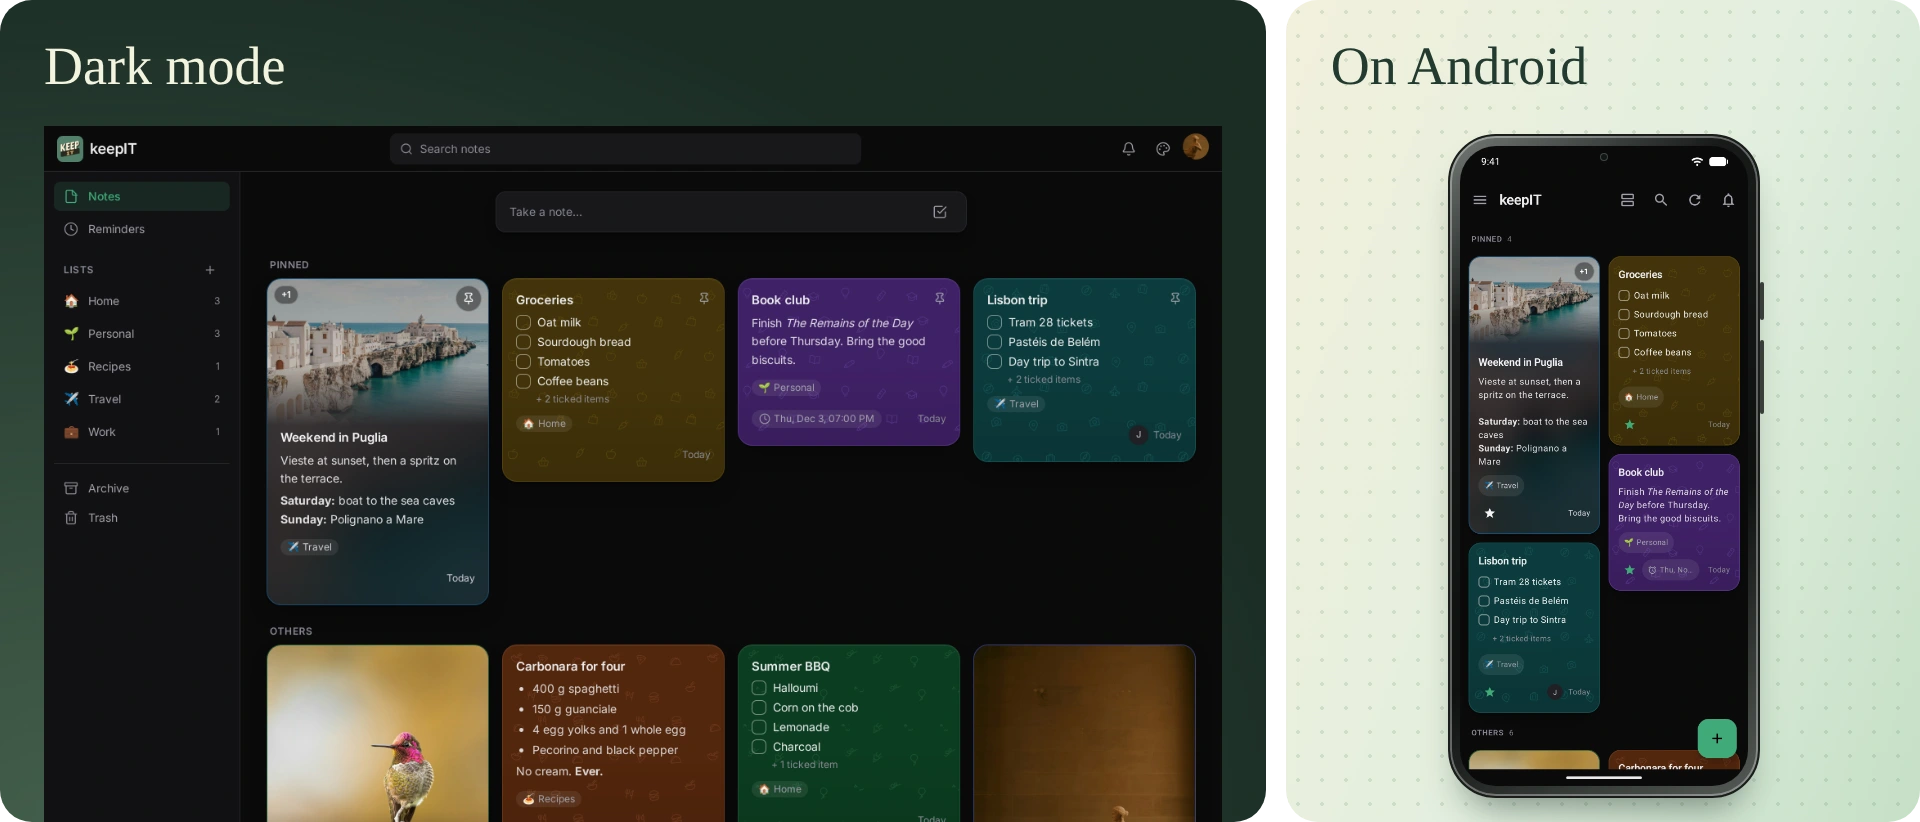 Dark mode
KEEP IT
keepIT
Search notes
Notes
Reminders
LISTS
Home 3
Personal 3
Recipes 1
Travel 2
Work 1
Archive
Trash
Take a note...
PINNED
+1
Weekend in Puglia
Vieste at sunset, then a spritz on
the terrace.
Saturday: boat to the sea caves
Sunday: Polignano a Mare
Travel
Today
Groceries
Oat milk
Sourdough bread
Tomatoes
Coffee beans
+ 2 ticked items
Home
Today
Book club
Finish The Remains of the Day
before Thursday. Bring the good
biscuits.
Personal
Thu, Dec 3, 07:00 PM Today
Lisbon trip
Tram 28 tickets
Pastéis de Belém
Day trip to Sintra
+ 2 ticked items
Travel
J Today
OTHERS
Carbonara for four
400 g spaghetti
150 g guanciale
4 egg yolks and 1 whole egg
Pecorino and black pepper
No cream. Ever.
Recipes
Summer BBQ
Halloumi
Corn on the cob
Lemonade
Charcoal
+ 1 ticked item
Home
Today
On Android
9:41
keepIT
PINNED 4
+1
Weekend in Puglia
Vieste at sunset, then a
spritz on the terrace.
Saturday: boat to the sea
caves
Sunday: Polignano a
Mare
Travel
Today
Groceries
Oat milk
Sourdough bread
Tomatoes
Coffee beans
+ 2 ticked items
Home
Today
Book club
Finish The Remains of the
Day before Thursday.
Bring the good biscuits.
Personal
Thu, No... Today
Lisbon trip
Tram 28 tickets
Pastéis de Belém
Day trip to Sintra
+ 2 ticked items
Travel
J Today
OTHERS 6
Carbonara for four